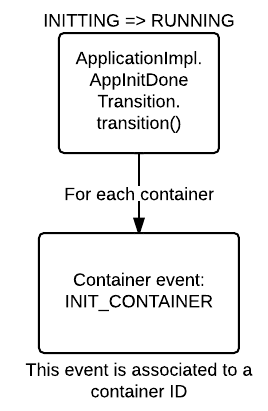 INITTING => RUNNING
ApplicationImpl.
AppInitDone
Transition.
transition()
For each container
Container event:
INIT_CONTAINER
This event is associated to a
container ID